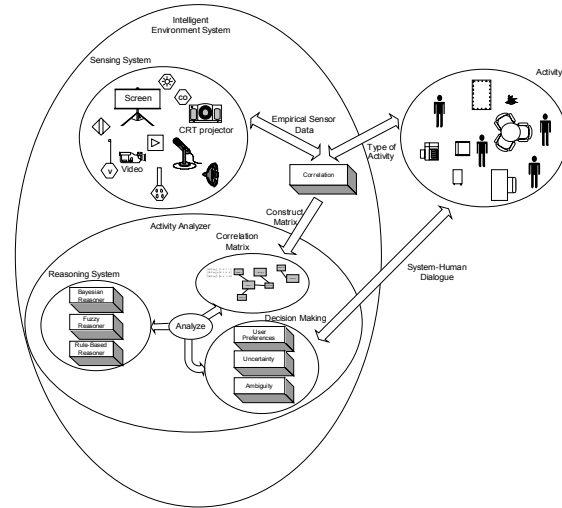 Intelligent
Environment System
Sensing System
Screen
CO
CRT projector
Video
V
Activity
Empirical Sensor
Data
Type of
Activity
Correlation
Construct
Matrix
Activity Analyzer
Correlation
Matrix
Reasoning System
Bayesian
Reasoner
Fuzzy
Reasoner
Rule-Based
Reasoner
Analyze
Decision Making
User
Preferences
Uncertainty
Ambiguity
System-Human
Dialogue